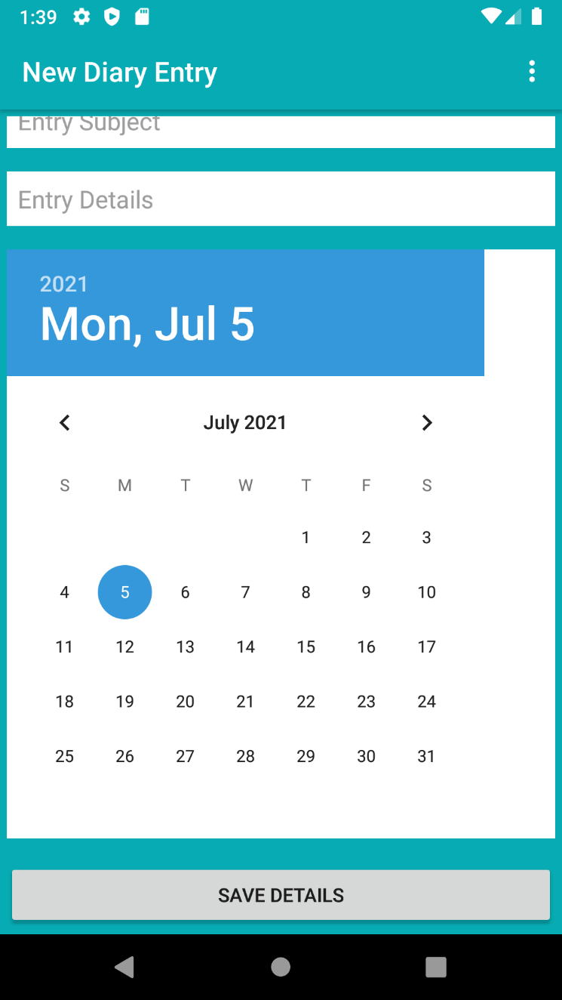 1:39
New Diary Entry
Entry Subject
Entry Details
2021
Mon, Jul 5
July 2021
S M T W T F S
1 2 3
4 5 6 7 8 9 10
11 12 13 14 15 16 17
18 19 20 21 22 23 24
25 26 27 28 29 30 31
SAVE DETAILS